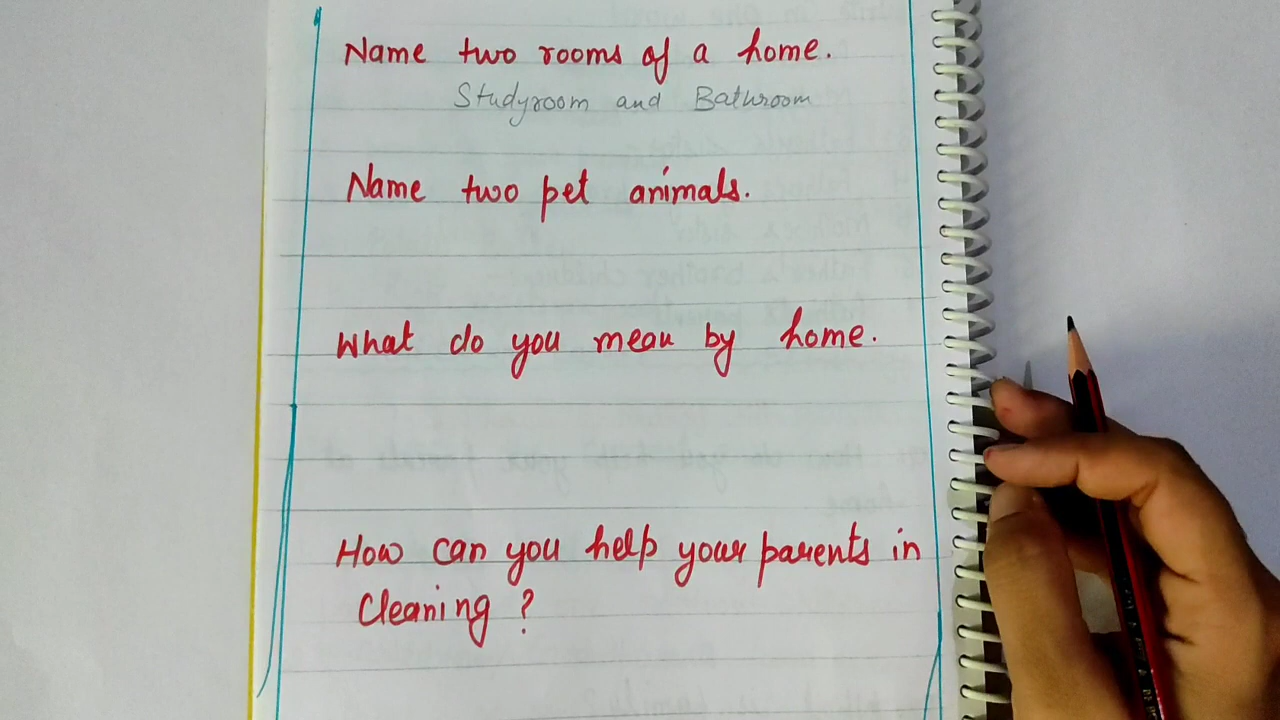 Name two rooms of a home.
Studyroom and Bathroom
Name two pet animals.
What do you mean by home.
How can you help your parents in
Cleaning ?